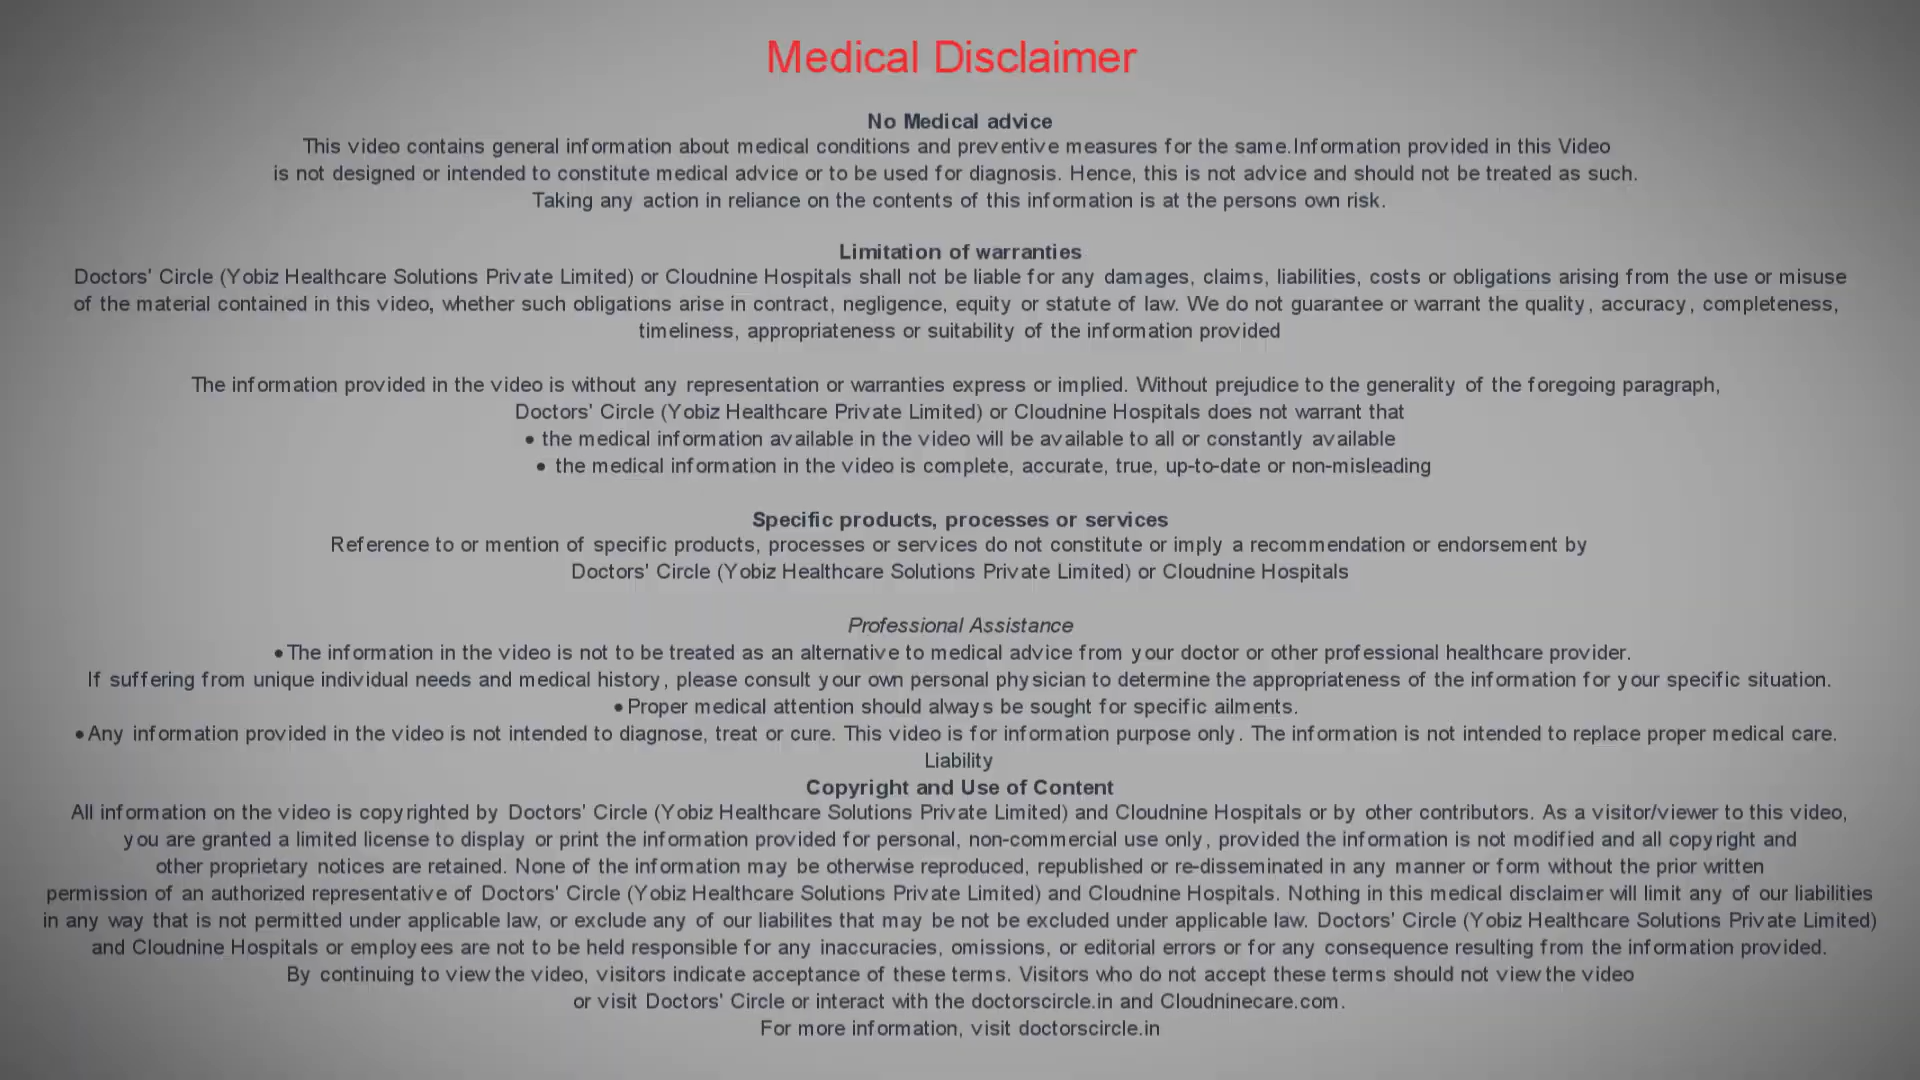 Medical Disclaimer
No Medical advice
This video contains general information about medical conditions and preventive measures for the same.Information provided in this Video
is not designed or intended to constitute medical advice or to be used for diagnosis. Hence, this is not advice and should not be treated as such.
Taking any action in reliance on the contents of this information is at the persons own risk.
Limitation of warranties
Doctors' Circle (Yobiz Healthcare Solutions Private Limited) or Cloudnine Hospitals shall not be liable for any damages, claims, liabilities, costs or obligations arising from the use or misuse
of the material contained in this video, whether such obligations arise in contract, negligence, equity or statute of law. We do not guarantee or warrant the quality, accuracy, completeness,
timeliness, appropriateness or suitability of the information provided
The information provided in the video is without any representation or warranties express or implied. Without prejudice to the generality of the foregoing paragraph,
Doctors' Circle (Yobiz Healthcare Private Limited) or Cloudnine Hospitals does not warrant that
• the medical information available in the video will be available to all or constantly available
• the medical information in the video is complete, accurate, true, up-to-date or non-misleading
Specific products, processes or services
Reference to or mention of specific products, processes or services do not constitute or imply a recommendation or endorsement by
Doctors' Circle (Yobiz Healthcare Solutions Private Limited) or Cloudnine Hospitals
Professional Assistance
•The information in the video is not to be treated as an alternative to medical advice from your doctor or other professional healthcare provider.
If suffering from unique individual needs and medical history, please consult your own personal physician to determine the appropriateness of the information for your specific situation.
•Proper medical attention should always be sought for specific ailments.
•Any information provided in the video is not intended to diagnose, treat or cure. This video is for information purpose only. The information is not intended to replace proper medical care.
Liability
Copyright and Use of Content
All information on the video is copyrighted by Doctors' Circle (Yobiz Healthcare Solutions Private Limited) and Cloudnine Hospitals or by other contributors. As a visitor/viewer to this video,
you are granted a limited license to display or print the information provided for personal, non-commercial use only, provided the information is not modified and all copyright and
other proprietary notices are retained. None of the information may be otherwise reproduced, republished or re-disseminated in any manner or form without the prior written
permission of an authorized representative of Doctors' Circle (Yobiz Healthcare Solutions Private Limited) and Cloudnine Hospitals. Nothing in this medical disclaimer will limit any of our liabilities
in any way that is not permitted under applicable law, or exclude any of our liabilites that may be not be excluded under applicable law. Doctors' Circle (Yobiz Healthcare Solutions Private Limited)
and Cloudnine Hospitals or employees are not to be held responsible for any inaccuracies, omissions, or editorial errors or for any consequence resulting from the information provided.
By continuing to view the video, visitors indicate acceptance of these terms. Visitors who do not accept these terms should not view the video
or visit Doctors' Circle or interact with the doctorscircle.in and Cloudninecare.com.
For more information, visit doctorscircle.in